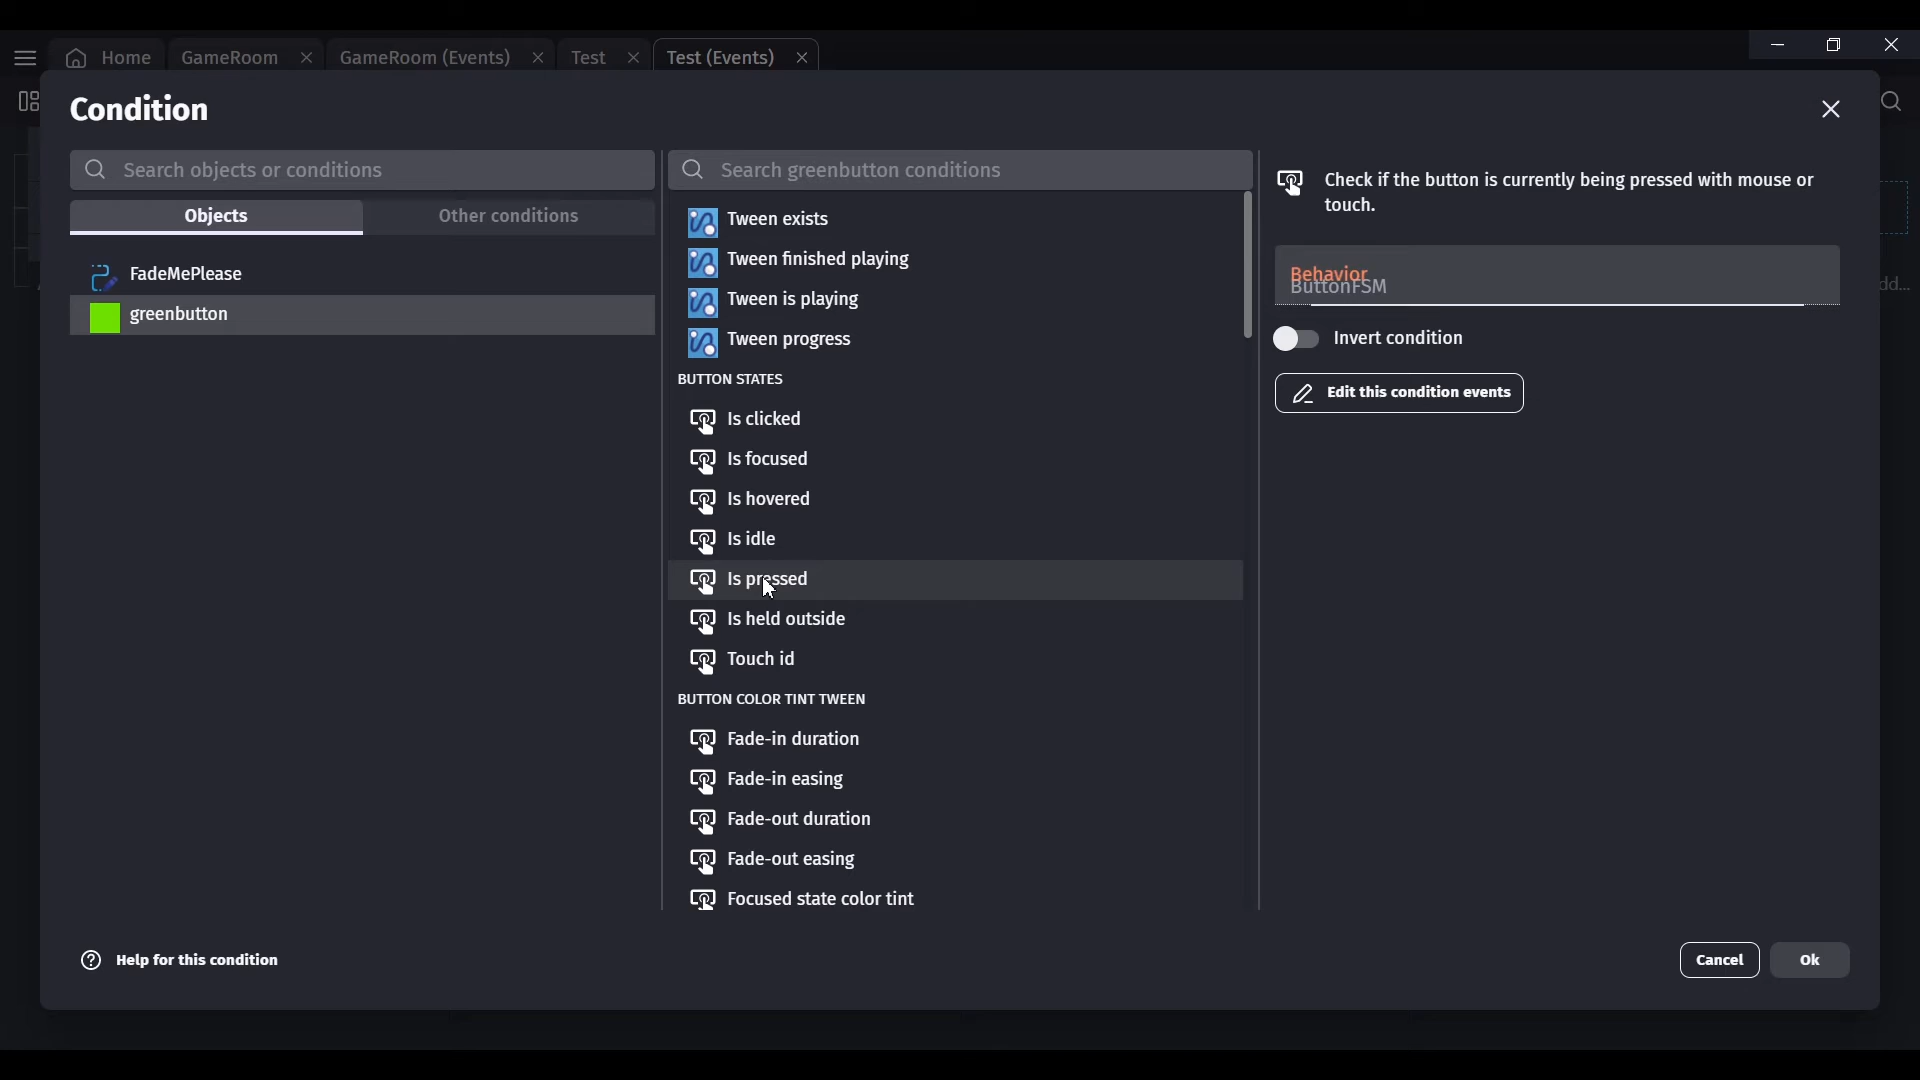 Home
GameRoom
GameRoom (Events)
Test
Test (Events)
Condition
Search objects or conditions
Objects
Other conditions
FadeMePlease
greenbutton
Search greenbutton conditions
Tween exists
Tween finished playing
Tween is playing
Tween progress
BUTTON STATES
Is clicked
Is focused
Is hovered
Is idle
Is pressed
Is held outside
Touch id
BUTTON COLOR TINT TWEEN
Fade-in duration
Fade-in easing
Fade-out duration
Fade-out easing
Focused state color tint
Check if the button is currently being pressed with mouse or
touch.
Behavior
ButtonFSM
Invert condition
Edit this condition events
Help for this condition
Cancel
Ok